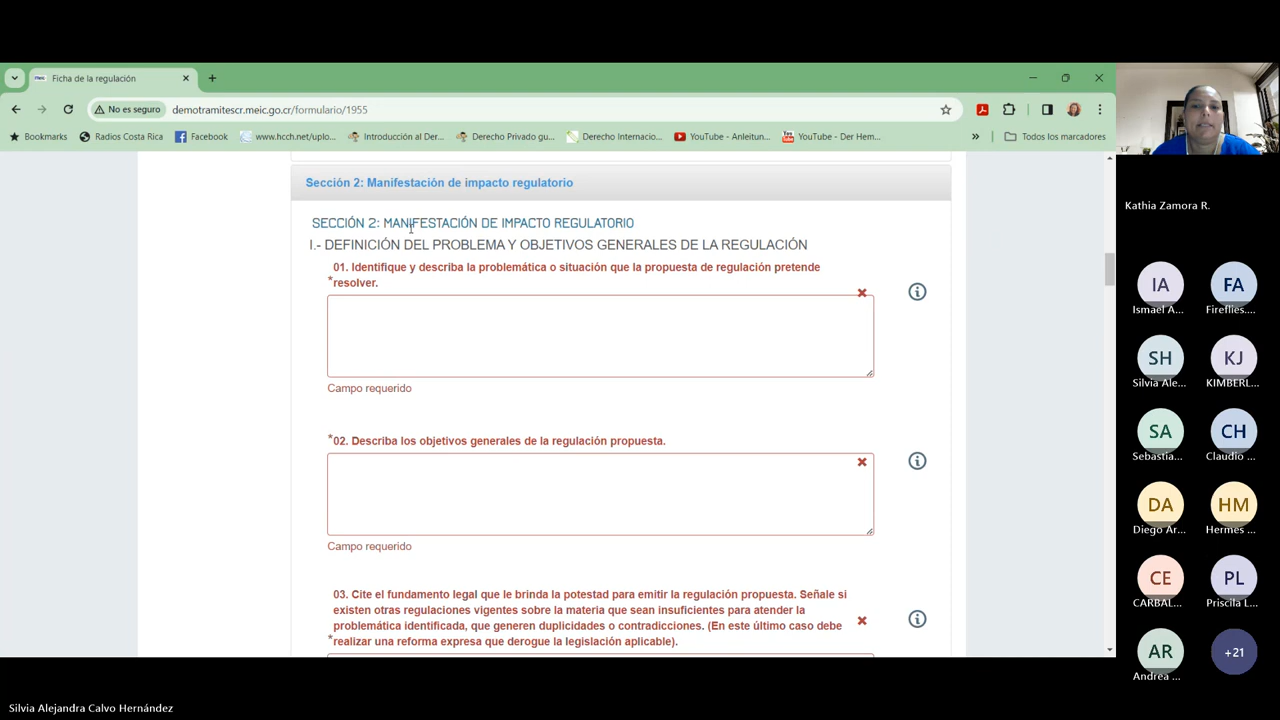 Ficha de la regulación
No es seguro
demotramitescr.meic.go.cr/formulario/1955
Bookmarks
Radios Costa Rica
Facebook
www.hcch.net/uplo...
Introducción al Der...
Derecho Privado gu...
Derecho Internacio...
YouTube - Anleitun...
YouTube - Der Hem...
»
Todos los marcadores
Sección 2: Manifestación de impacto regulatorio
SECCIÓN 2: MANIFESTACIÓN DE IMPACTO REGULATORIO
I.- DEFINICIÓN DEL PROBLEMA Y OBJETIVOS GENERALES DE LA REGULACIÓN
01. Identifique y describa la problemática o situación que la propuesta de regulación pretende
*resolver.
Campo requerido
*02. Describa los objetivos generales de la regulación propuesta.
Campo requerido
03. Cite el fundamento legal que le brinda la potestad para emitir la regulación propuesta. Señale si
existen otras regulaciones vigentes sobre la materia que sean insuficientes para atender la
problemática identificada, que generen duplicidades o contradicciones. (En este último caso debe
*realizar una reforma expresa que derogue la legislación aplicable).
Kathia Zamora R.
IA
FA
Ismael A...
Fireflies....
SH
KJ
Silvia Ale...
KIMBERL...
SA
CH
Sebastia...
Claudio ...
DA
HM
Diego Ar...
Hermes ...
CE
PL
CARBAL...
Priscila L...
AR
+21
Andrea ...
Silvia Alejandra Calvo Hernández